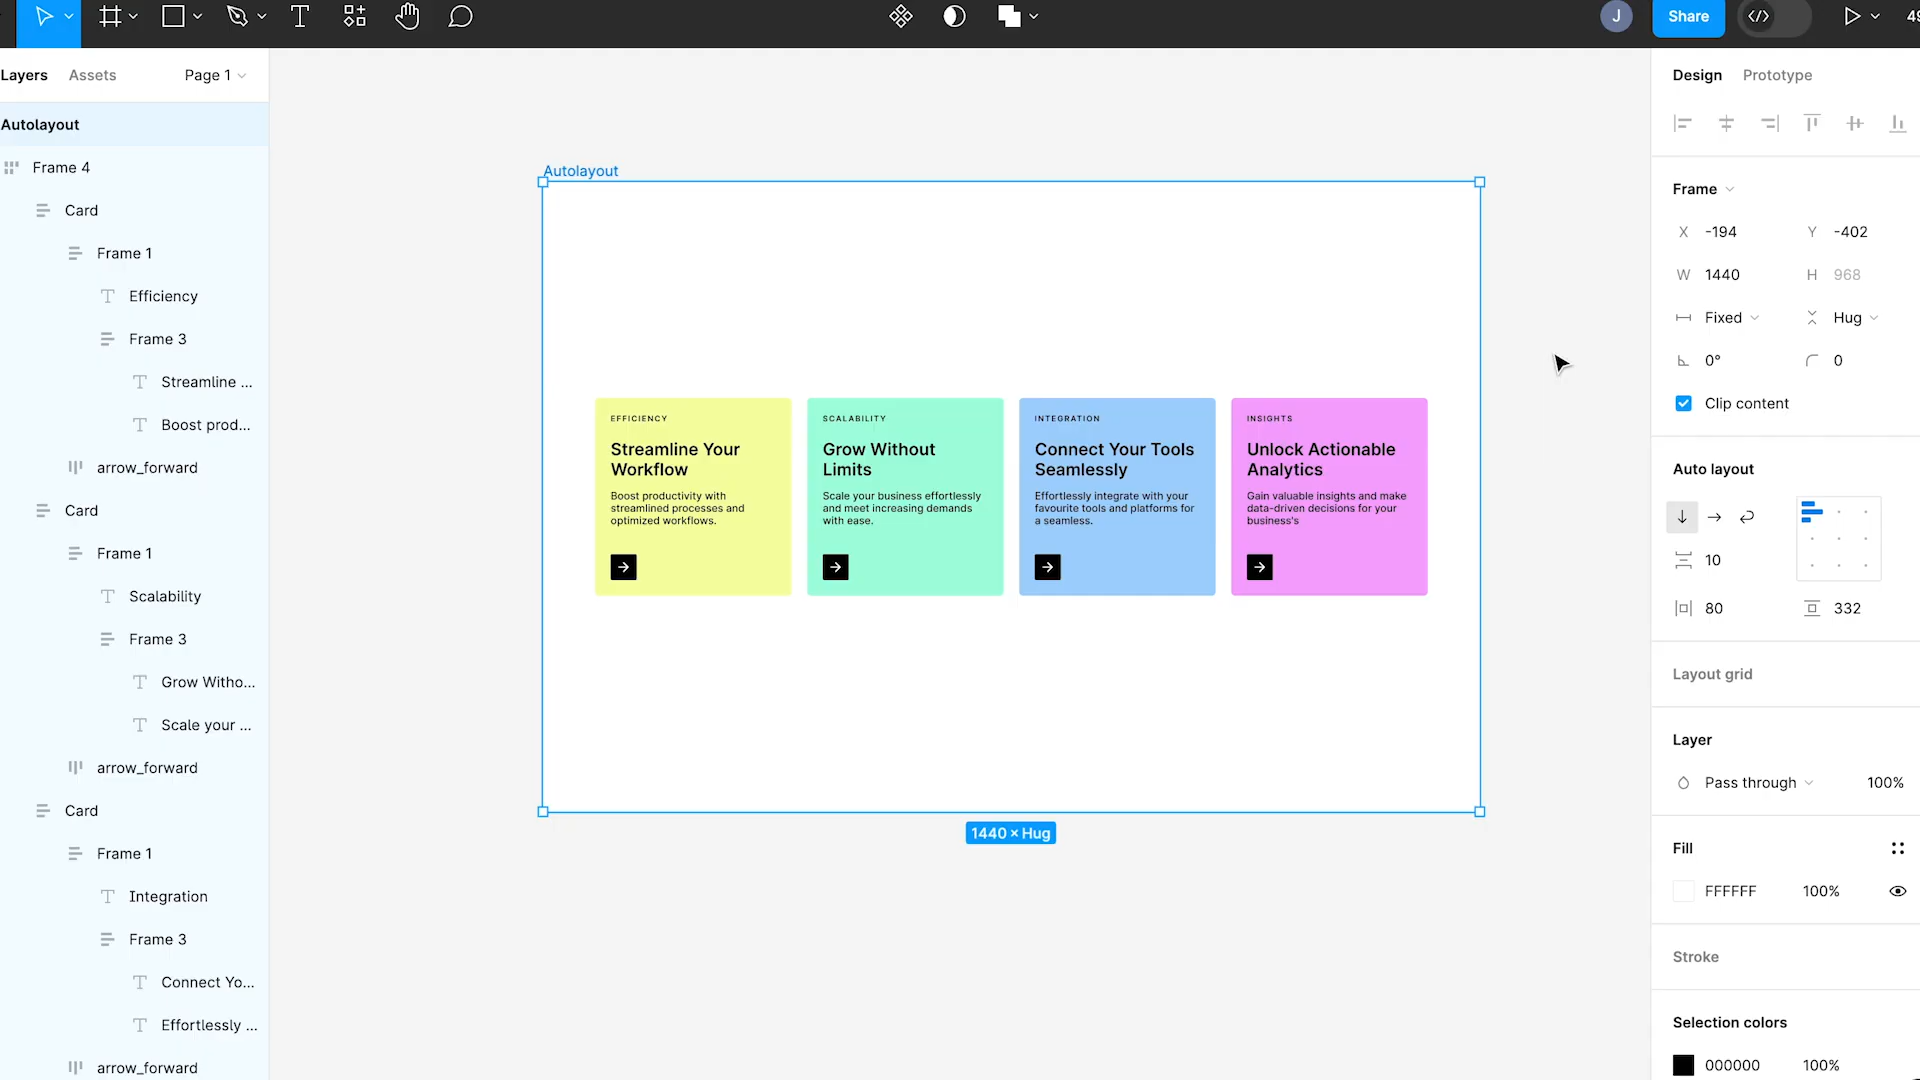 J
Share
Layers
Assets
Page 1
Autolayout
Frame 4
Card
Frame 1
Efficiency
Frame 3
Streamline ...
Boost prod...
arrow_forward
Card
Frame 1
Scalability
Frame 3
Grow Witho...
Scale your ...
arrow_forward
Card
Frame 1
Integration
Frame 3
Connect Yo...
Effortlessly ...
arrow_forward
Autolayout
EFFICIENCY
Streamline Your
Workflow
Boost productivity with
streamlined processes and
optimized workflows.
SCALABILITY
Grow Without
Limits
Scale your business effortlessly
and meet increasing demands
with ease.
INTEGRATION
Connect Your Tools
Seamlessly
Effortlessly integrate with your
favourite tools and platforms for
a seamless.
INSIGHTS
Unlock Actionable
Analytics
Gain valuable insights and make
data-driven decisions for your
business's
1440 × Hug
Design
Prototype
Frame
X -194
Y -402
W 1440
H 968
Fixed
Hug
0°
0
Clip content
Auto layout
10
80
332
Layout grid
Layer
Pass through
100%
Fill
FFFFFF
100%
Stroke
Selection colors
000000
100%